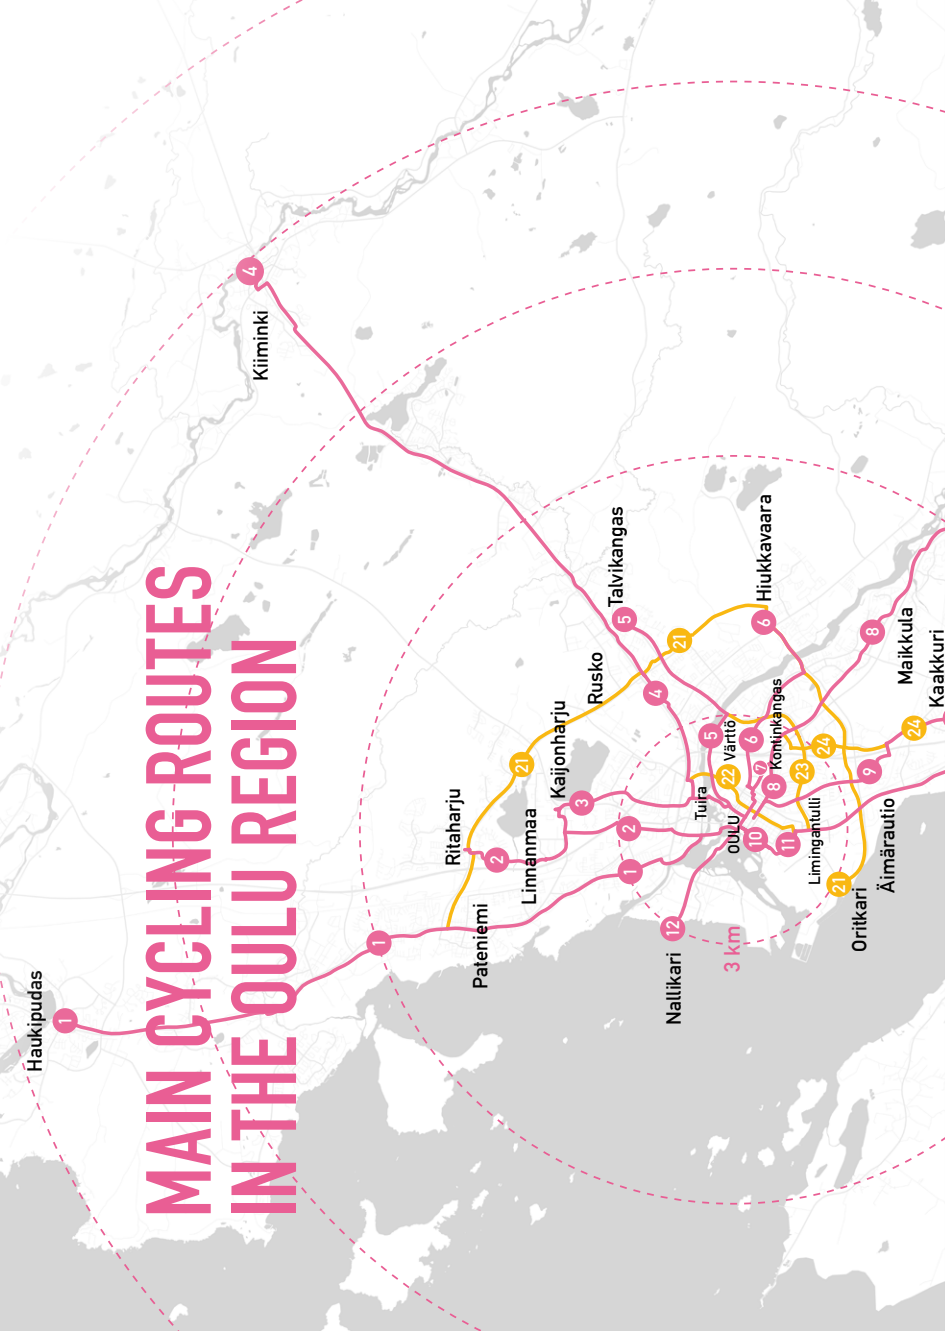 MAIN CYCLING ROUTES
IN THE OULU REGION
Haukipudas
1
Kiiminki
4
1
Ritaharju
2
Pateniemi
21
Linnanmaa
Kaijonharju
3
Rusko
4
Talvikangas
5
21
2
1
Nallikari
12
3 km
Tuira
OULU
Värttö
5
22
6
7
Kontinkangas
8
23
24
10
11
Limingantulli
Hiukkavaara
6
8
Maikkula
Kaakkuri
24
9
Äimärautio
21
Oritkari